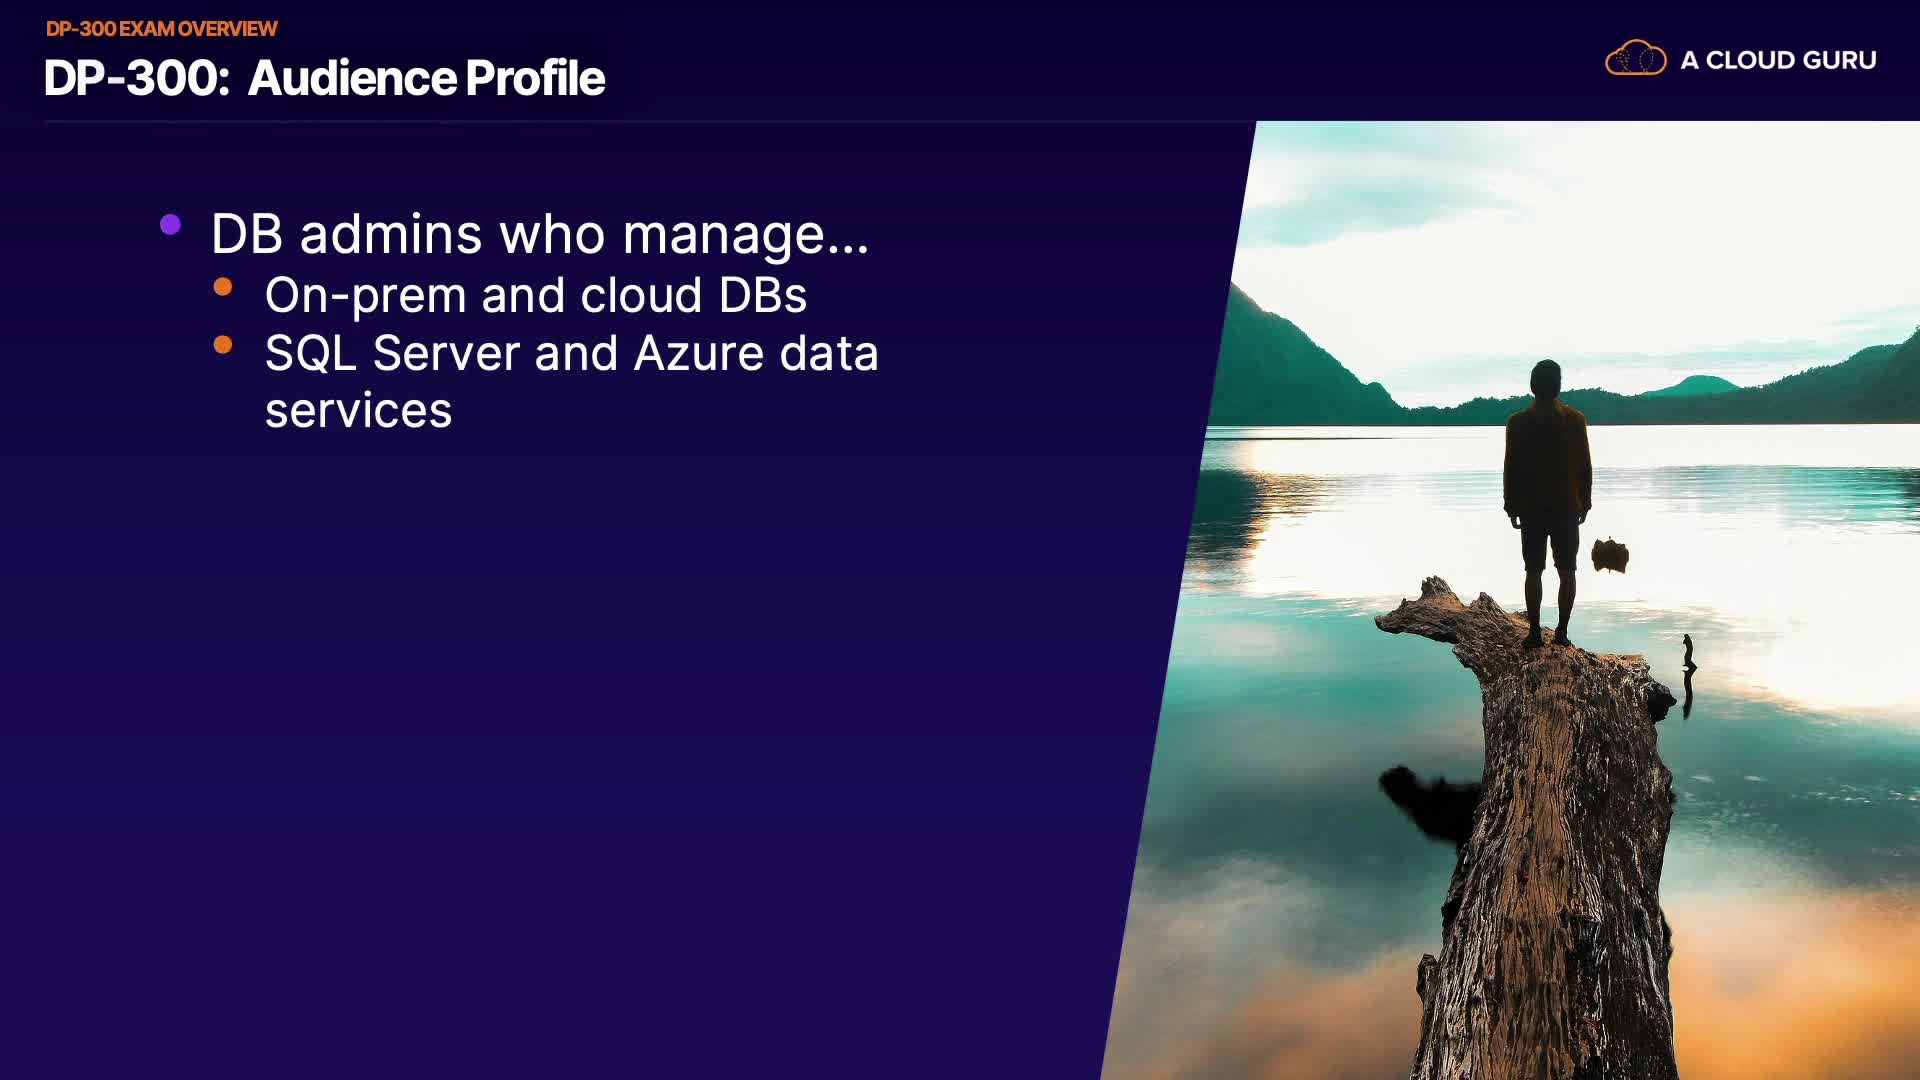 DP-300 EXAM OVERVIEW
DP-300: Audience Profile
A CLOUD GURU
DB admins who manage...
On-prem and cloud DBs
SQL Server and Azure data
services